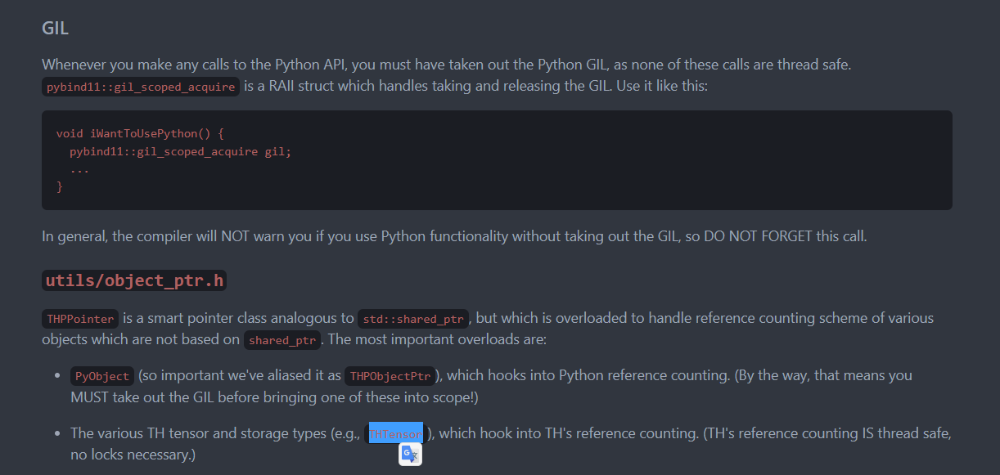 GIL
Whenever you make any calls to the Python API, you must have taken out the Python GIL, as none of these calls are thread safe.
pybind11::gil_scoped_acquire is a RAII struct which handles taking and releasing the GIL. Use it like this:
void iWantToUsePython() {
  pybind11::gil_scoped_acquire gil;
  ...
}
In general, the compiler will NOT warn you if you use Python functionality without taking out the GIL, so DO NOT FORGET this call.
utils/object_ptr.h
THPPointer is a smart pointer class analogous to std::shared_ptr, but which is overloaded to handle reference counting scheme of various
objects which are not based on shared_ptr. The most important overloads are:
• PyObject (so important we've aliased it as THPObjectPtr), which hooks into Python reference counting. (By the way, that means you
MUST take out the GIL before bringing one of these into scope!)
• The various TH tensor and storage types (e.g., THTensor), which hook into TH's reference counting. (TH's reference counting IS thread safe,
no locks necessary.)